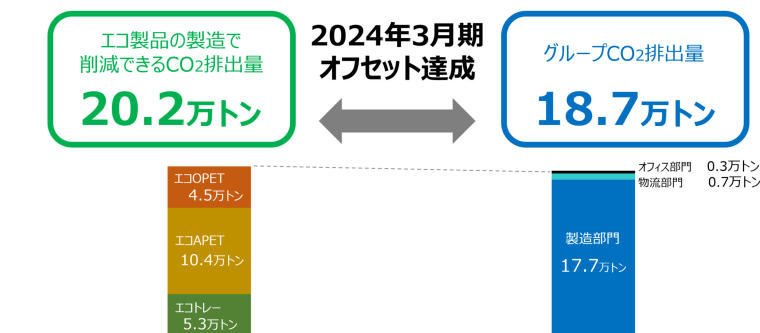 エコ製品の製造で
削減できるCO2排出量
20.2万トン
2024年3月期
オフセット達成
グループCO2排出量
18.7万トン
エコOPET
4.5万トン
エコAPET
10.4万トン
エコトレー
5.3万トン
オフィス部門 0.3万トン
物流部門 0.7万トン
製造部門
17.7万トン